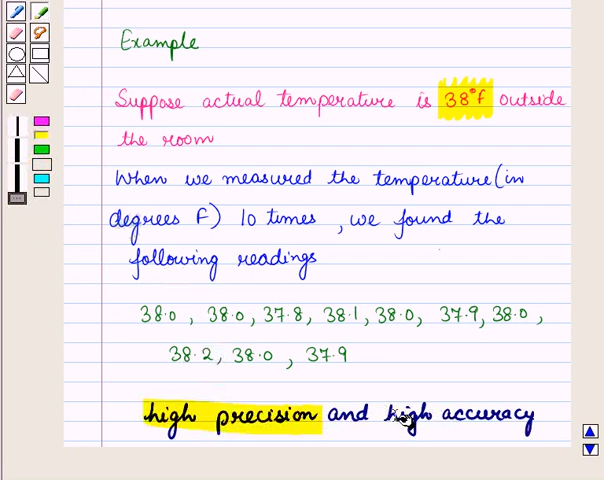 Example
Suppose actual temperature is 38°f outside
the room
When we measured the temperature (in
degrees F) 10 times, we found the
following readings
38.0, 38.0, 37.8, 38.1, 38.0, 37.9, 38.0,
38.2, 38.0, 37.9
high precision and high accuracy